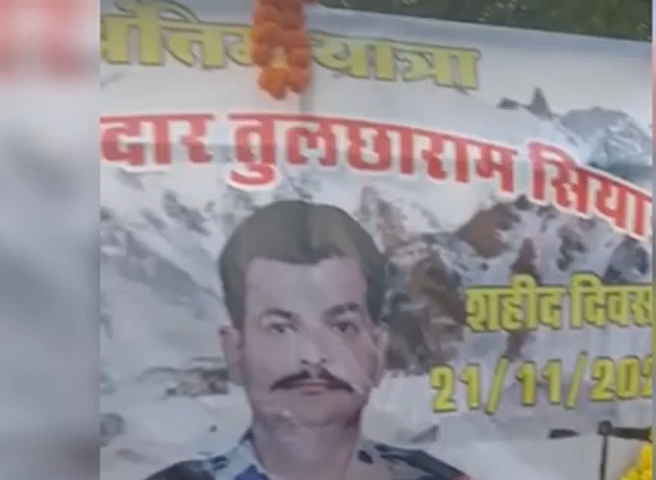 अंतिम यात्रा
दार तुलछाराम सिया
शहीद दिवस
21/11/202